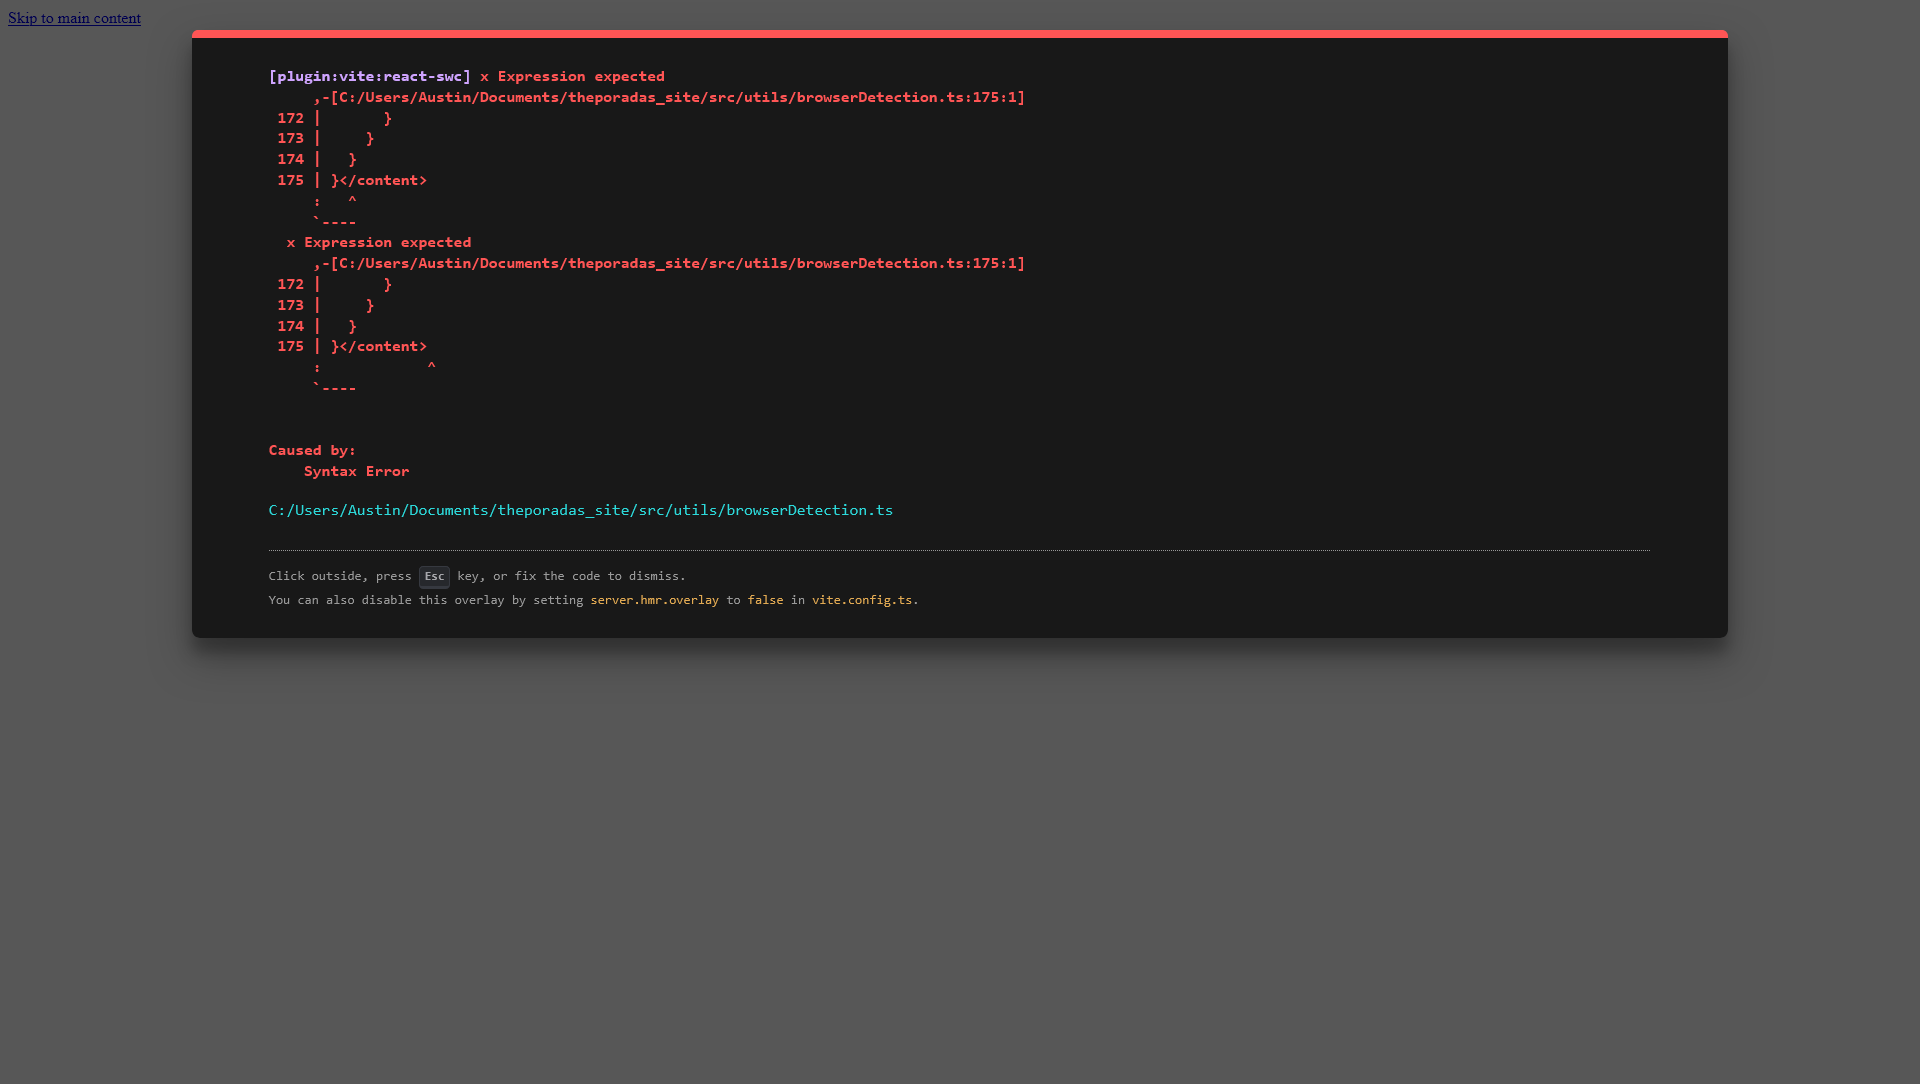 Skip to main content
[plugin:vite:react-swc] x Expression expected
,-[C:/Users/Austin/Documents/theporadas_site/src/utils/browserDetection.ts:175:1]
172 |       }
173 |     }
174 |   }
175 | }</content>
:   ^
`----
x Expression expected
,-[C:/Users/Austin/Documents/theporadas_site/src/utils/browserDetection.ts:175:1]
172 |       }
173 |     }
174 |   }
175 | }</content>
:            ^
`----
Caused by:
Syntax Error
C:/Users/Austin/Documents/theporadas_site/src/utils/browserDetection.ts
Click outside, press Esc key, or fix the code to dismiss.
You can also disable this overlay by setting server.hmr.overlay to false in vite.config.ts.